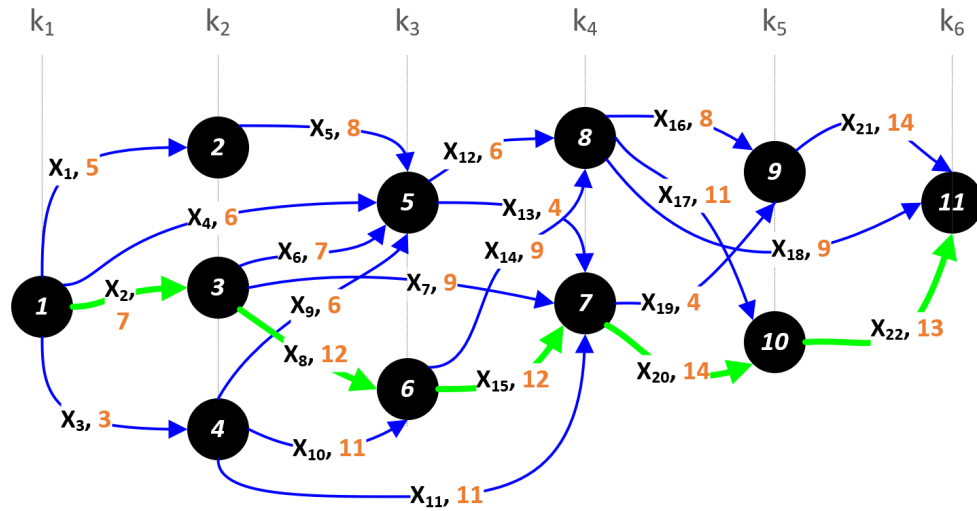 k1 k2 k3 k4 k5 k6
2
X5, 8
8
X16, 8
X21, 14
X12, 6
X1, 5
9
X17, 11
11
5
X4, 6
X13, 4
X6, 7
X14, 9
X18, 9
1
X2,
7
3
X9, 6
X7, 9
7
X19, 4
10
X22, 13
X8, 12
6
X15, 12
X20, 14
X3, 3
4
X10, 11
X11, 11